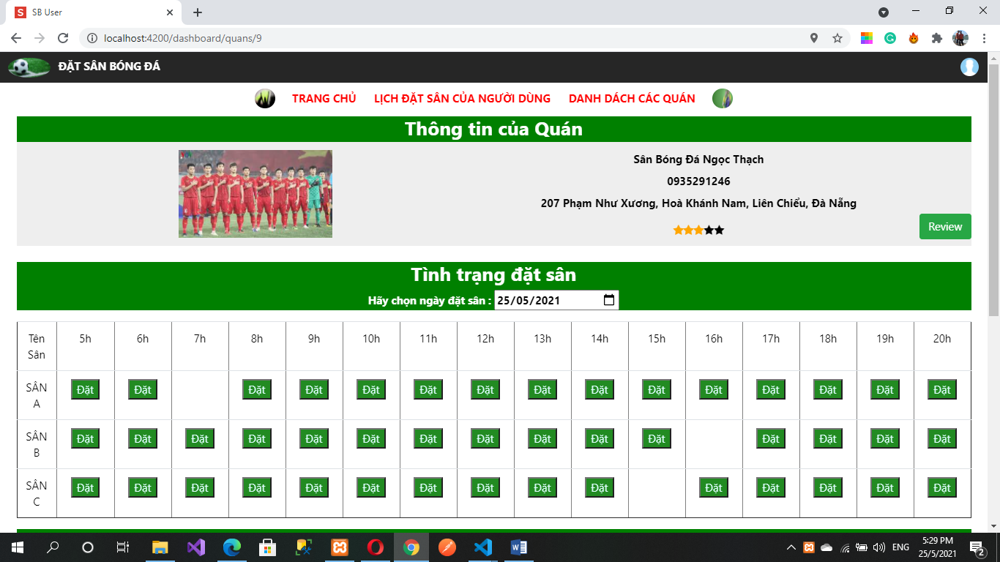 SB User
localhost:4200/dashboard/quans/9
ĐẶT SÂN BÓNG ĐÁ
TRANG CHỦ LỊCH ĐẶT SÂN CỦA NGƯỜI DÙNG DANH DÁCH CÁC QUÁN
Thông tin của Quán
Sân Bóng Đá Ngọc Thạch
0935291246
207 Phạm Như Xương, Hoà Khánh Nam, Liên Chiểu, Đà Nẵng
Review
Tình trạng đặt sân
Hãy chọn ngày đặt sân : 25/05/2021
Tên Sân 5h 6h 7h 8h 9h 10h 11h 12h 13h 14h 15h 16h 17h 18h 19h 20h
SÂN A Đặt Đặt Đặt Đặt Đặt Đặt Đặt Đặt Đặt Đặt Đặt Đặt Đặt Đặt Đặt
SÂN B Đặt Đặt Đặt Đặt Đặt Đặt Đặt Đặt Đặt Đặt Đặt Đặt Đặt Đặt Đặt
SÂN C Đặt Đặt Đặt Đặt Đặt Đặt Đặt Đặt Đặt Đặt Đặt Đặt Đặt Đặt Đặt
ENG
5:29 PM
25/5/2021
2